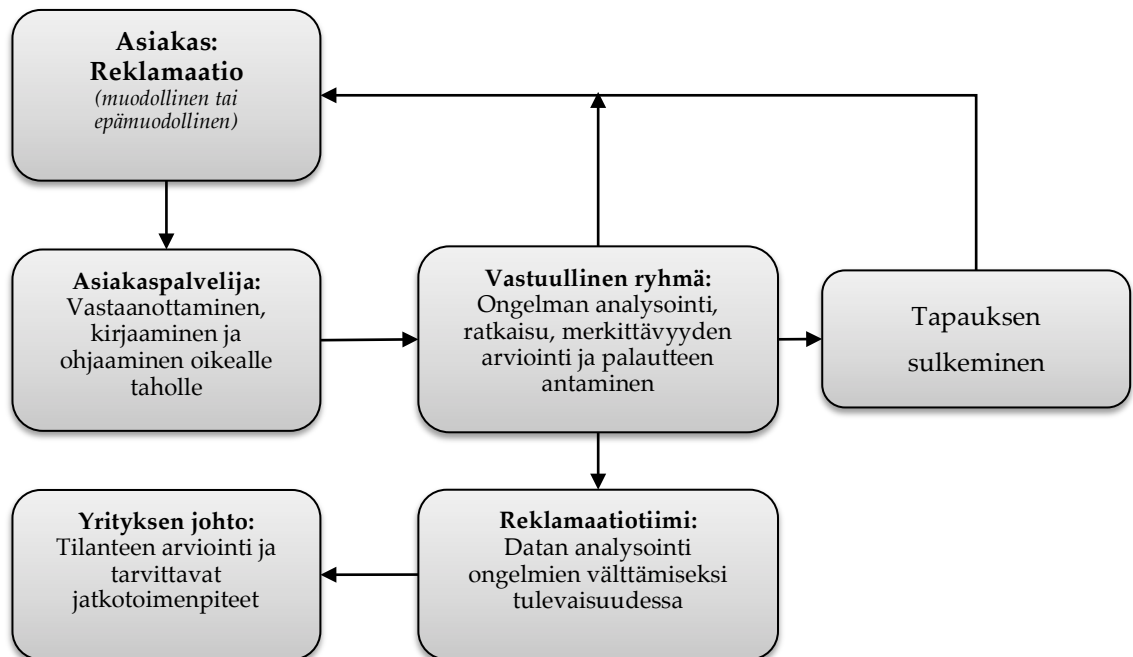 Asiakas:
Reklamaatio
(muodollinen tai
epämuodollinen)
Asiakaspalvelija:
Vastaanottaminen,
kirjaaminen ja
ohjaaminen oikealle
taholle
Vastuullinen ryhmä:
Ongelman analysointi,
ratkaisu, merkittävyyden
arviointi ja palautteen
antaminen
Tapauksen
sulkeminen
Yrityksen johto:
Tilanteen arviointi ja
tarvittavat
jatkotoimenpiteet
Reklamaatiotiimi:
Datan analysointi
ongelmien välttämiseksi
tulevaisuudessa